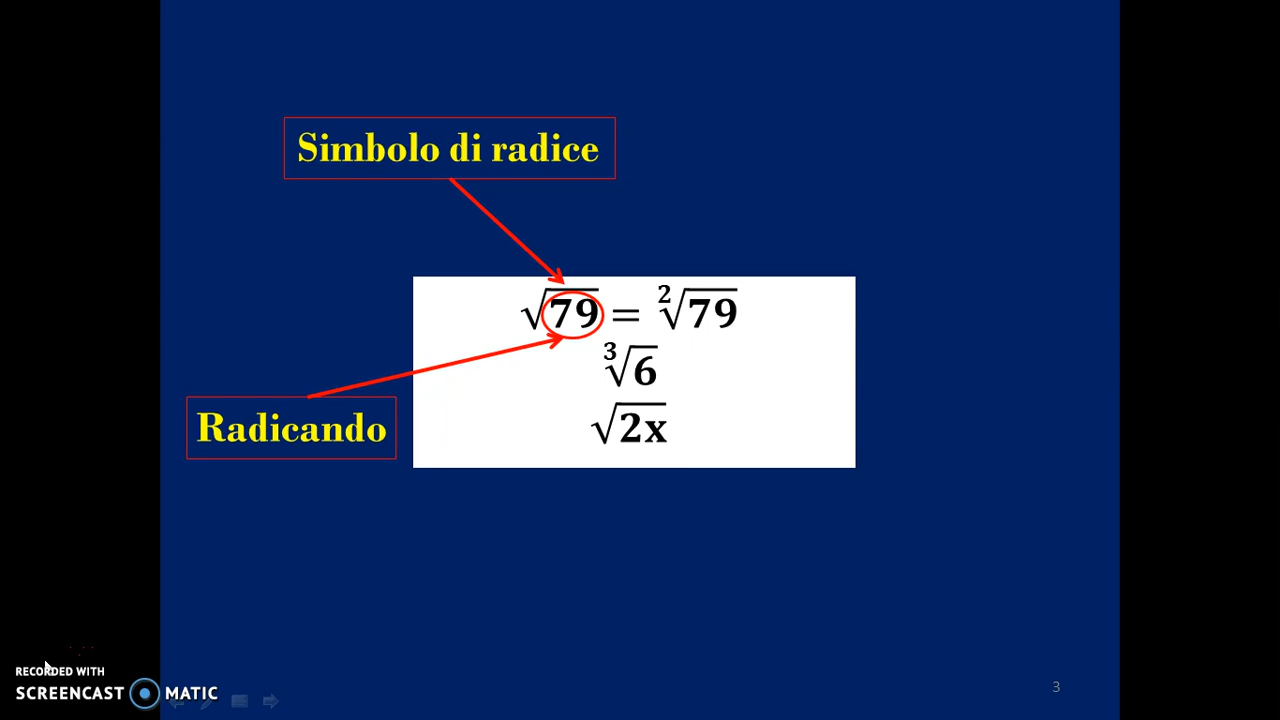 Simbolo di radice
√79 = ²√79
³√6
√2x
Radicando
RECORDED WITH
SCREENCAST MATIC
3